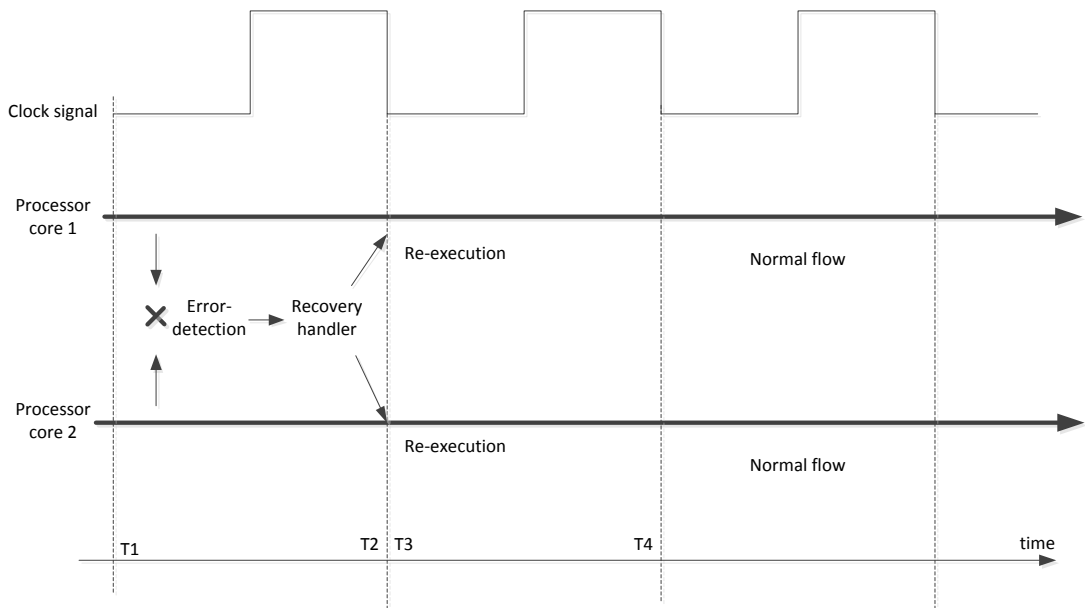 Clock signal
Processor
core 1
Re-execution
Normal flow
Error-
detection
Recovery
handler
Processor
core 2
Re-execution
Normal flow
T1
T2
T3
T4
time